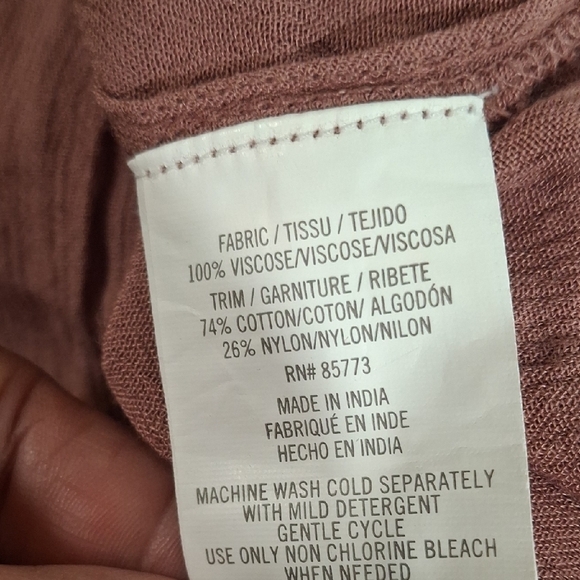 FABRIC / TISSU / TEJIDO
100% VISCOSE/VISCOSE/VISCOSA
TRIM / GARNITURE / RIBETE
74% COTTON/COTON/ ALGODÓN
26% NYLON/NYLON/NILON
RN# 85773
MADE IN INDIA
FABRIQUÉ EN INDE
HECHO EN INDIA
MACHINE WASH COLD SEPARATELY
WITH MILD DETERGENT
GENTLE CYCLE
USE ONLY NON CHLORINE BLEACH
WHEN NEEDED